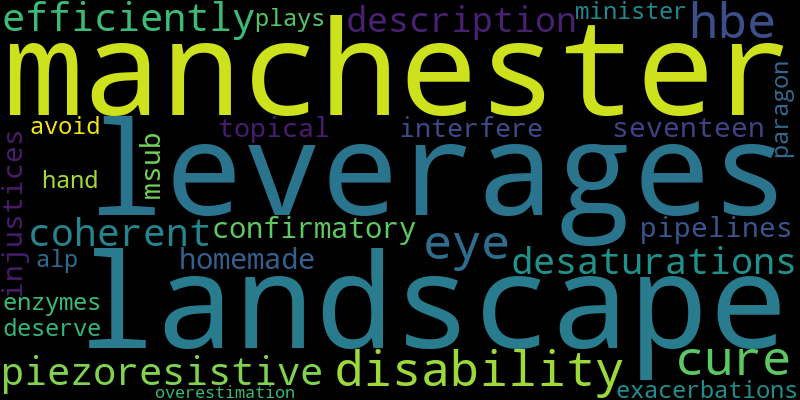 efficiently plays description minister hbe
manchester
paragon
avoid topical interfere seventeen
leverages
msub
injustices
hand
coherent confirmatory eye pipelines
alp homemade desaturations
landscape
enzymes
deserve
piezoresistive disability cure
overestimation exacerbations